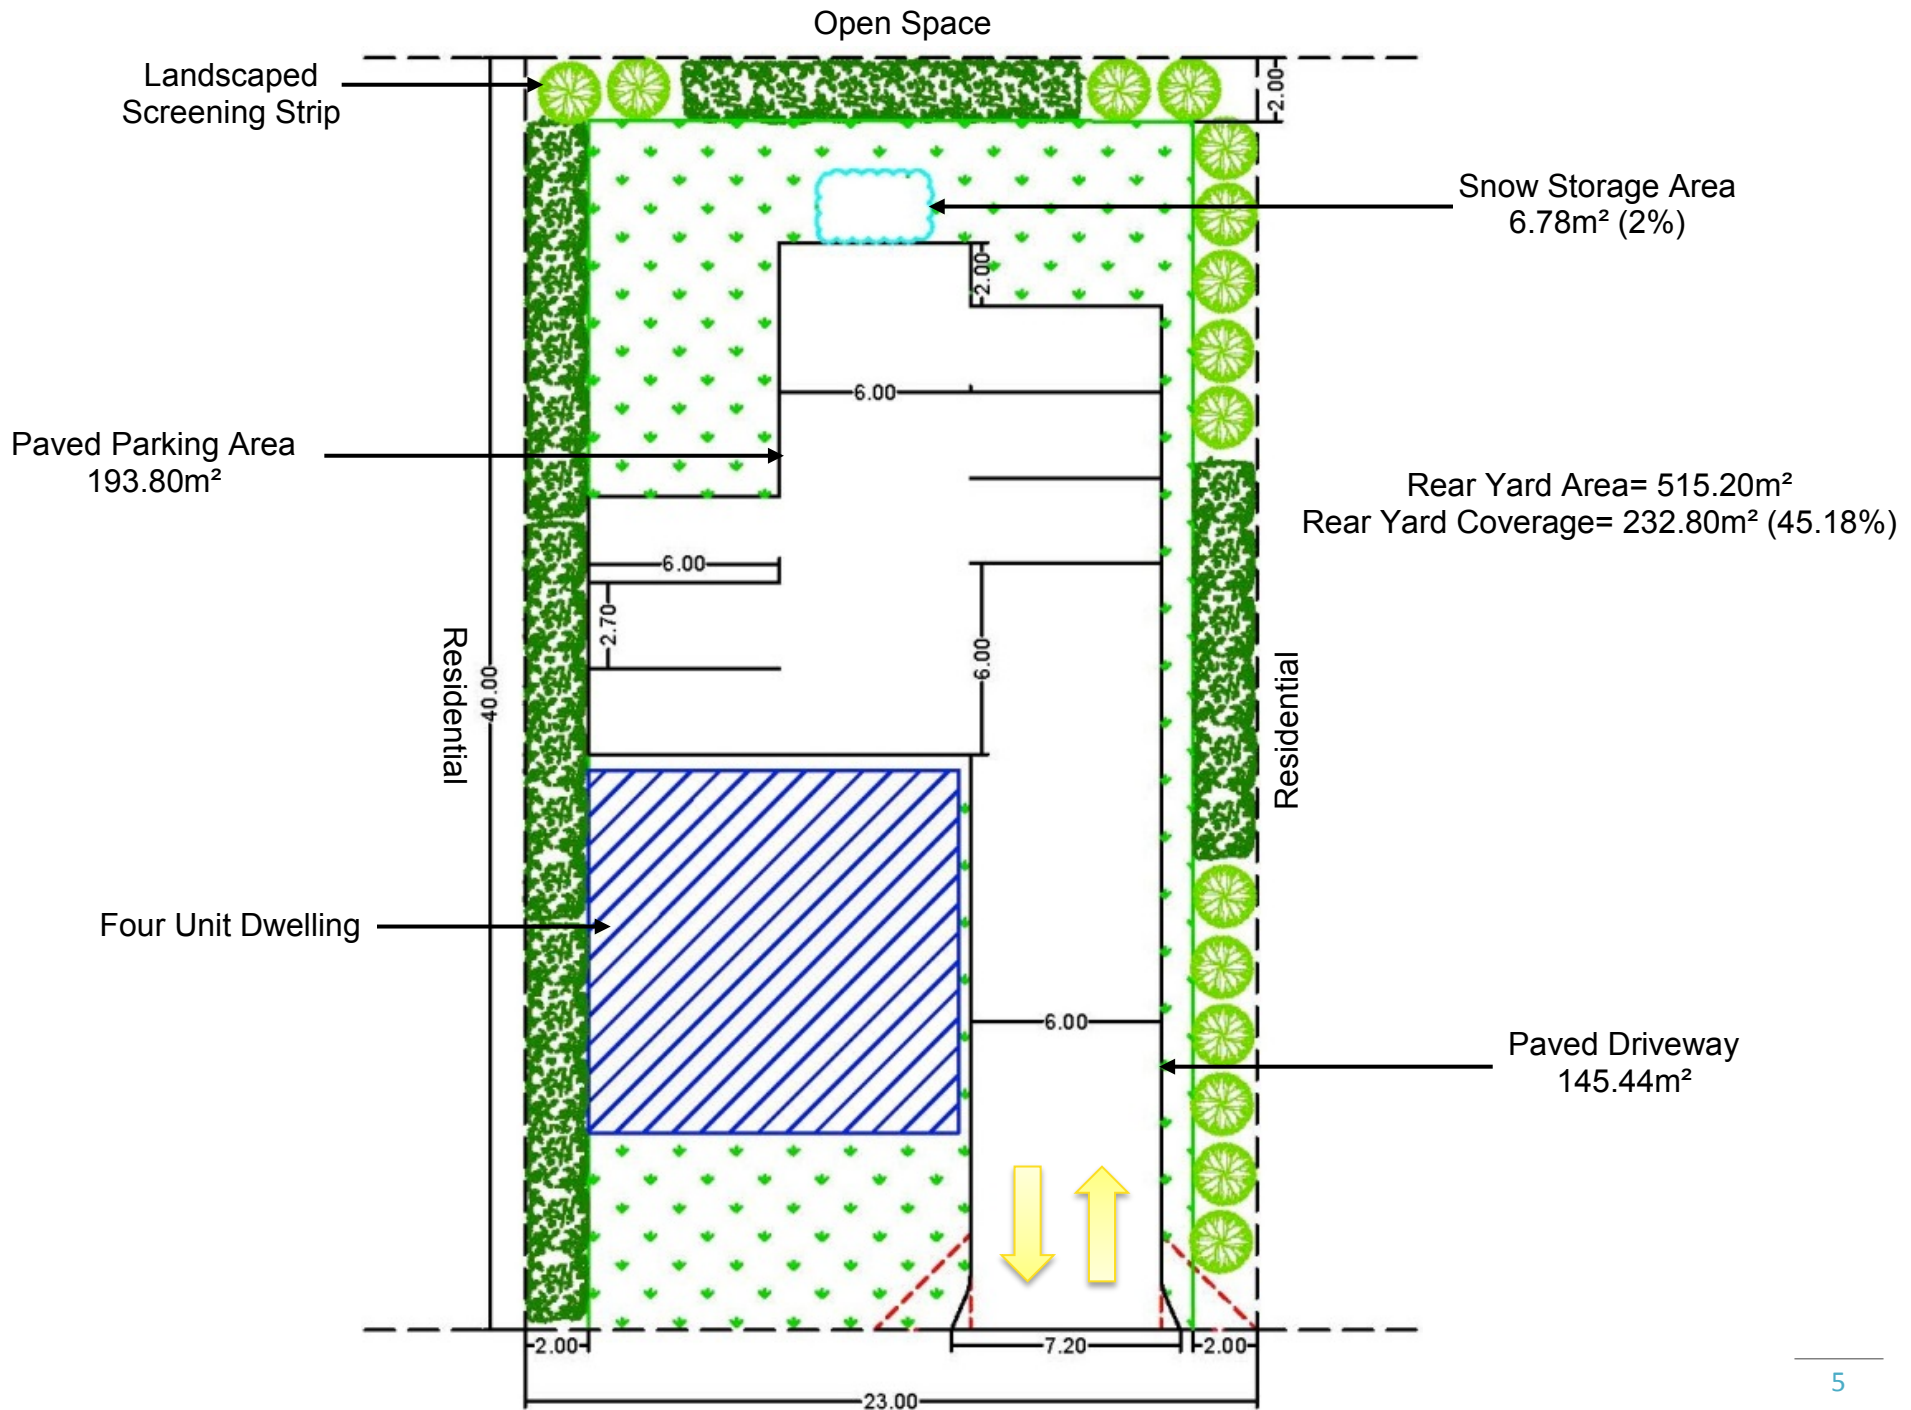 Open Space
Landscaped
Screening Strip
2.00
Snow Storage Area
6.78m² (2%)
2.00
6.00
Paved Parking Area
193.80m²
Rear Yard Area= 515.20m²
Rear Yard Coverage= 232.80m² (45.18%)
6.00
2.70
6.00
Residential
40.00
Residential
Four Unit Dwelling
6.00
Paved Driveway
145.44m²
2.00
7.20
2.00
23.00
5